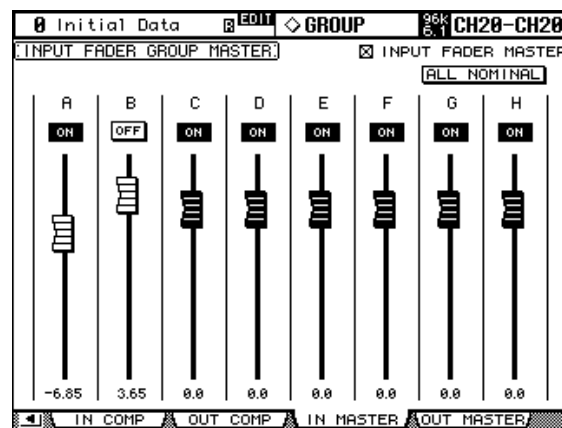 0 Initial Data R EDIT ◇GROUP 96k 6.1 CH20-CH20
INPUT FADER GROUP MASTER ☒ INPUT FADER MASTER
ALL NOMINAL
A B C D E F G H
ON OFF ON ON ON ON ON ON
-6.85 3.65 0.0 0.0 0.0 0.0 0.0 0.0
IN COMP OUT COMP IN MASTER OUT MASTER